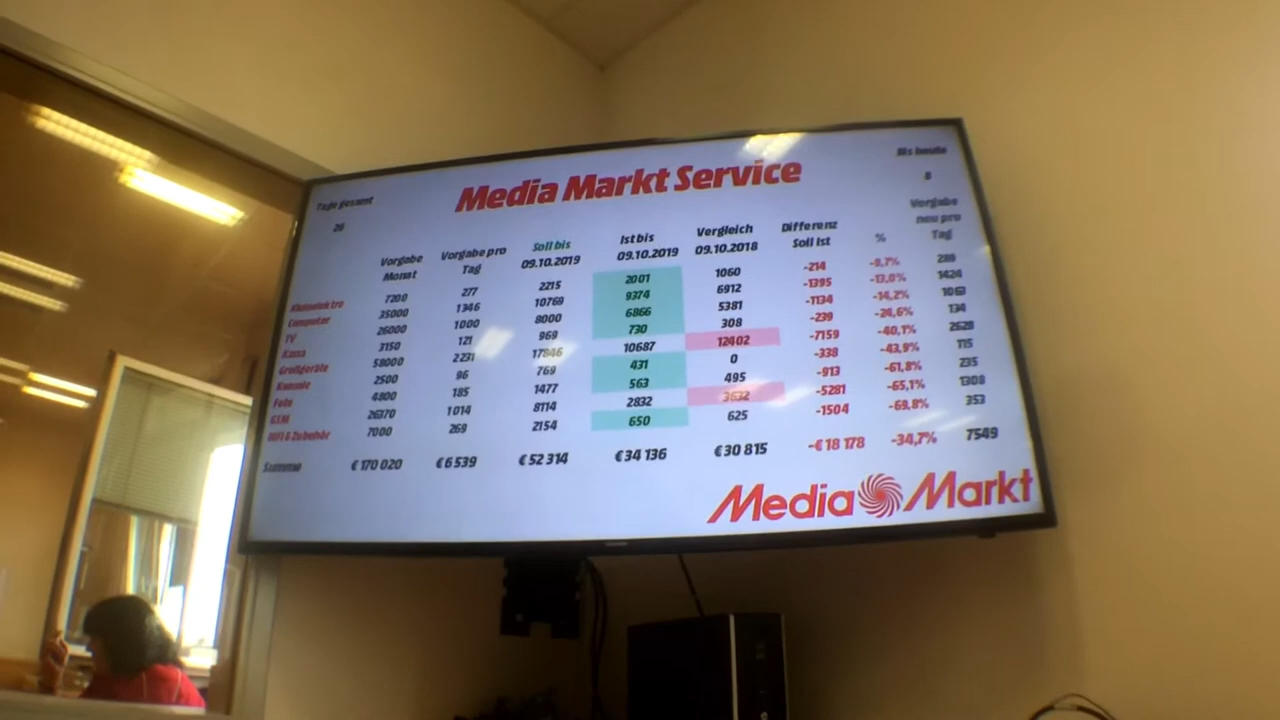 Media Markt Service
Tage gesamt
26
Bis heute
8
Vorgabe Monat Vorgabe pro Tag Soll bis 09.10.2019 Ist bis 09.10.2019 Vergleich 09.10.2018 Differenz Soll Ist % Vorgabe neu pro Tag
Kleinelektro 7200 277 2215 2001 1060 -214 -9,7% 288
Computer 35000 1346 10769 9374 6912 -1395 -13,0% 1424
TV 26000 1000 8000 6866 5381 -1134 -14,2% 1063
Kassa 3150 121 969 730 308 -239 -24,6% 134
Großgeräte 58000 2231 17846 10687 12402 -7159 -40,1% 2628
Konsole 2500 96 769 431 0 -338 -43,9% 115
Foto 4800 185 1477 563 495 -913 -61,8% 235
GSM 26370 1014 8114 2832 3632 -5281 -65,1% 1308
HIFI & Zubehör 7000 269 2154 650 625 -1504 -69,8% 353
Summe € 170 020 € 6 539 € 52 314 € 34 136 € 30 815 -€ 18 178 -34,7% 7549
Media Markt